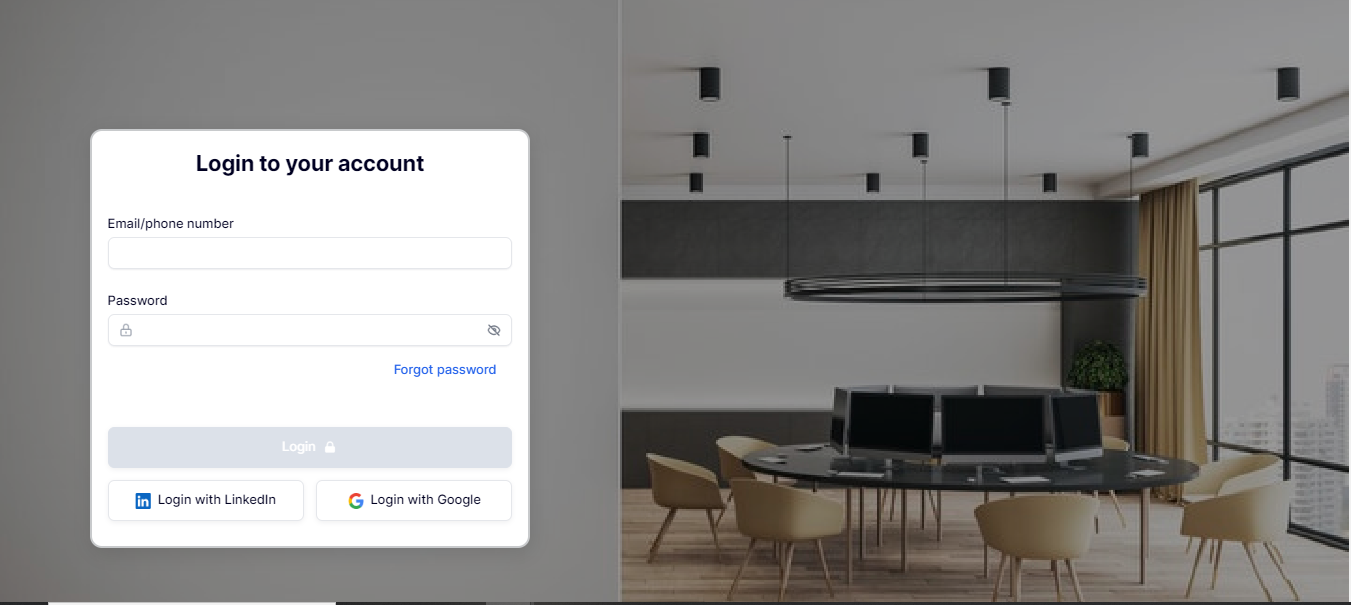 Login to your account
Email/phone number
Password
Forgot password
Login
Login with LinkedIn
Login with Google